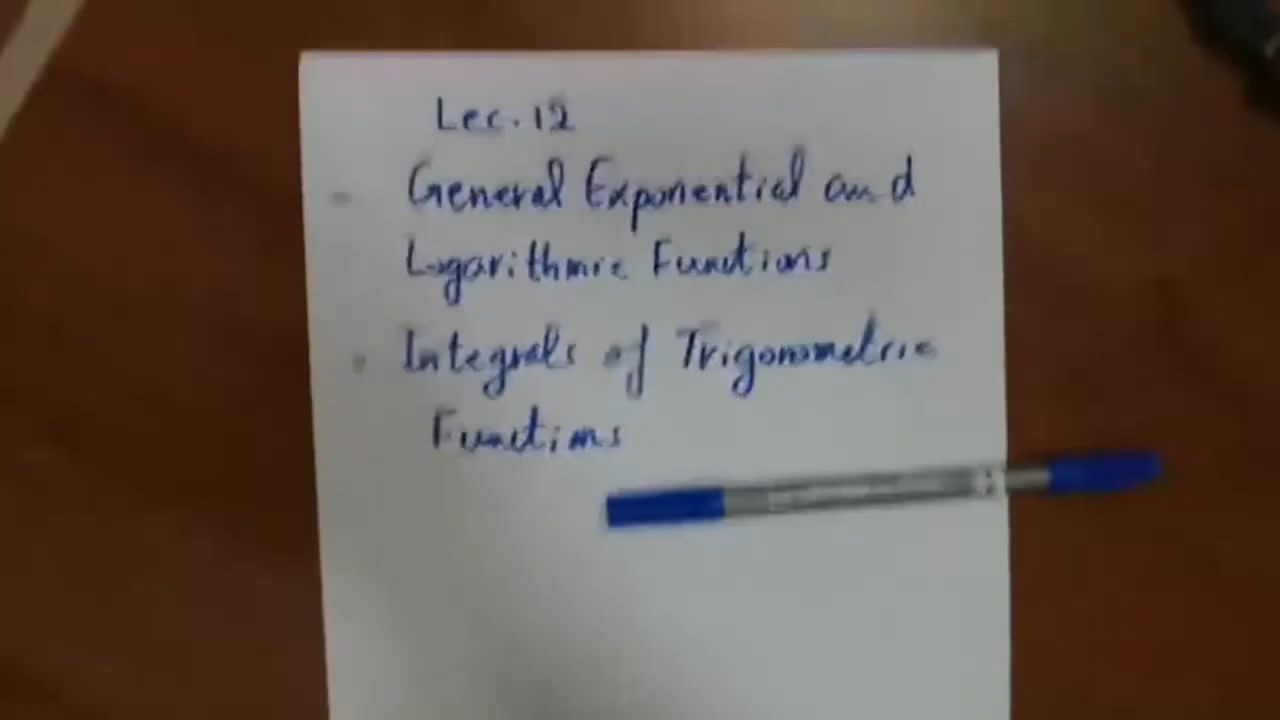 Lec. 12
General Exponential and
Logarithmic Functions
Integrals of Trigonometric
Functions